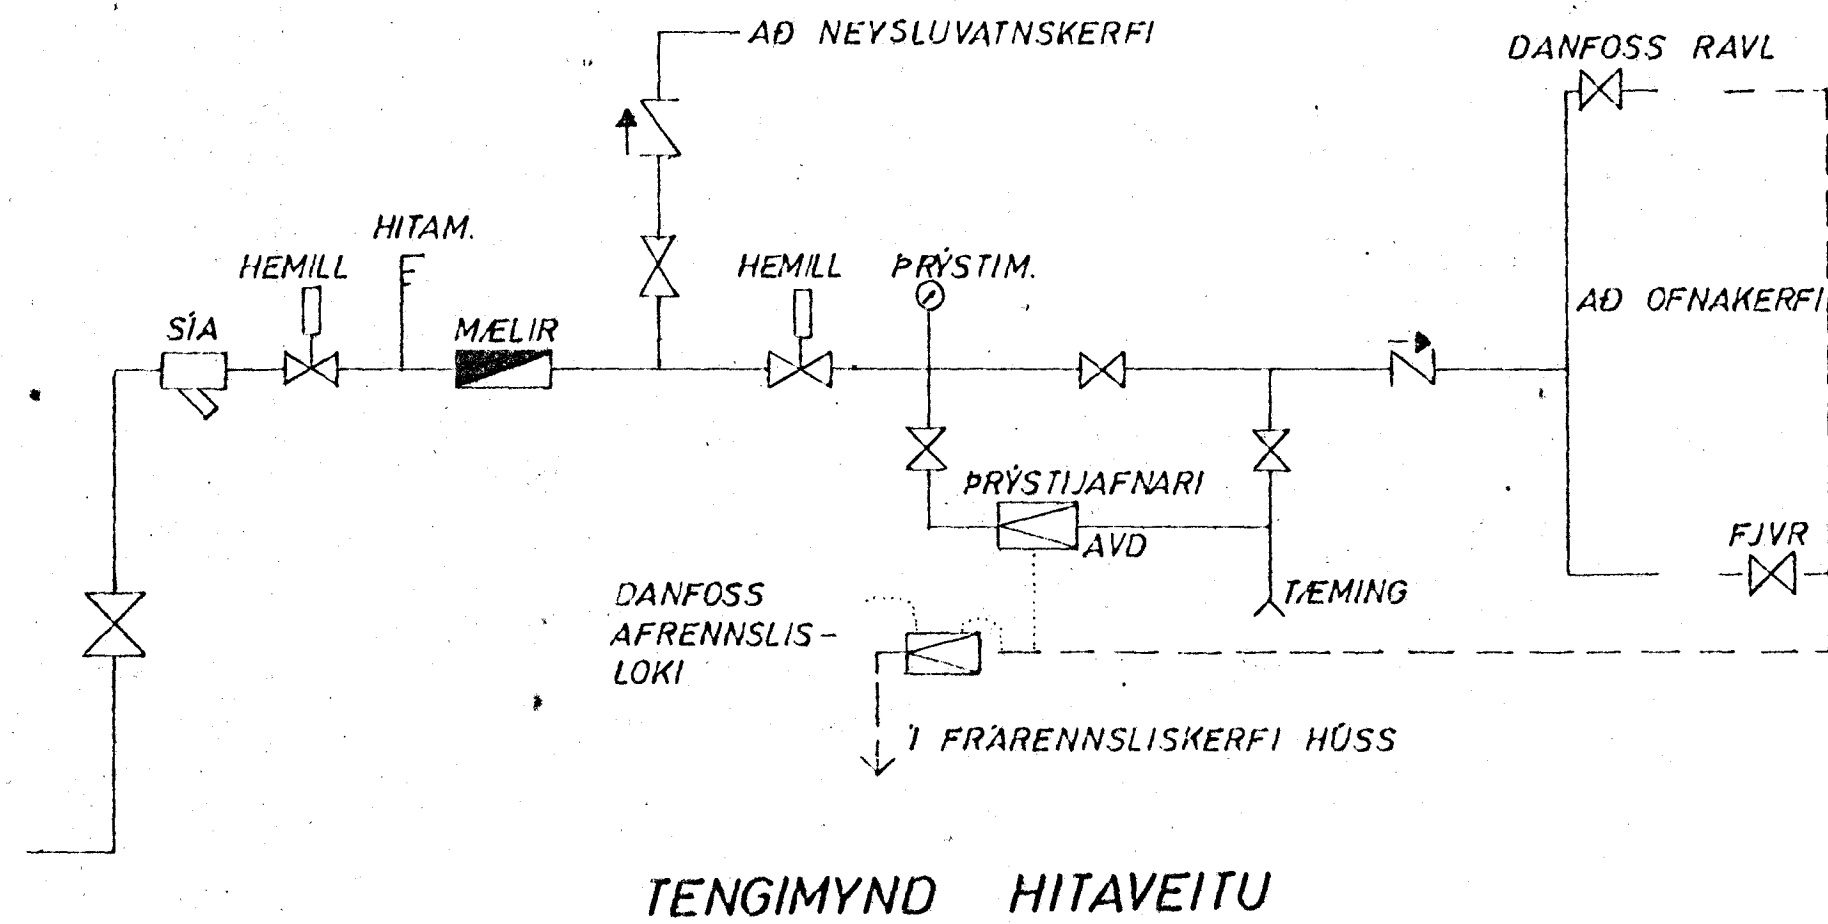 AÐ NEYSLUVATNSKERFI
DANFOSS RAVL
HITAM.
HEMILL
HEMILL
ÞRÝSTIM.
AÐ OFNAKERFI
SÍA
MÆLIR
ÞRÝSTIJAFNARI
AVD
FJVR
DANFOSS
AFRENNSLIS-
LOKI
TÆMING
Í FRÁRENNSLISKERFI HÚSS
TENGIMYND HITAVEITU